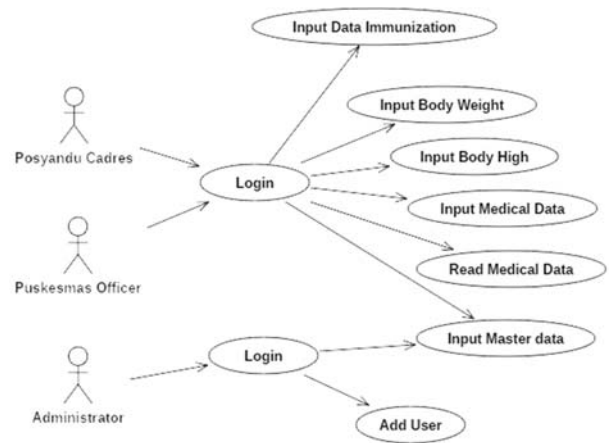 Input Data Immunization
Input Body Weight
Posyandu Cadres
Input Body High
Login
Input Medical Data
Read Medical Data
Puskesmas Officer
Input Master data
Login
Administrator
Add User